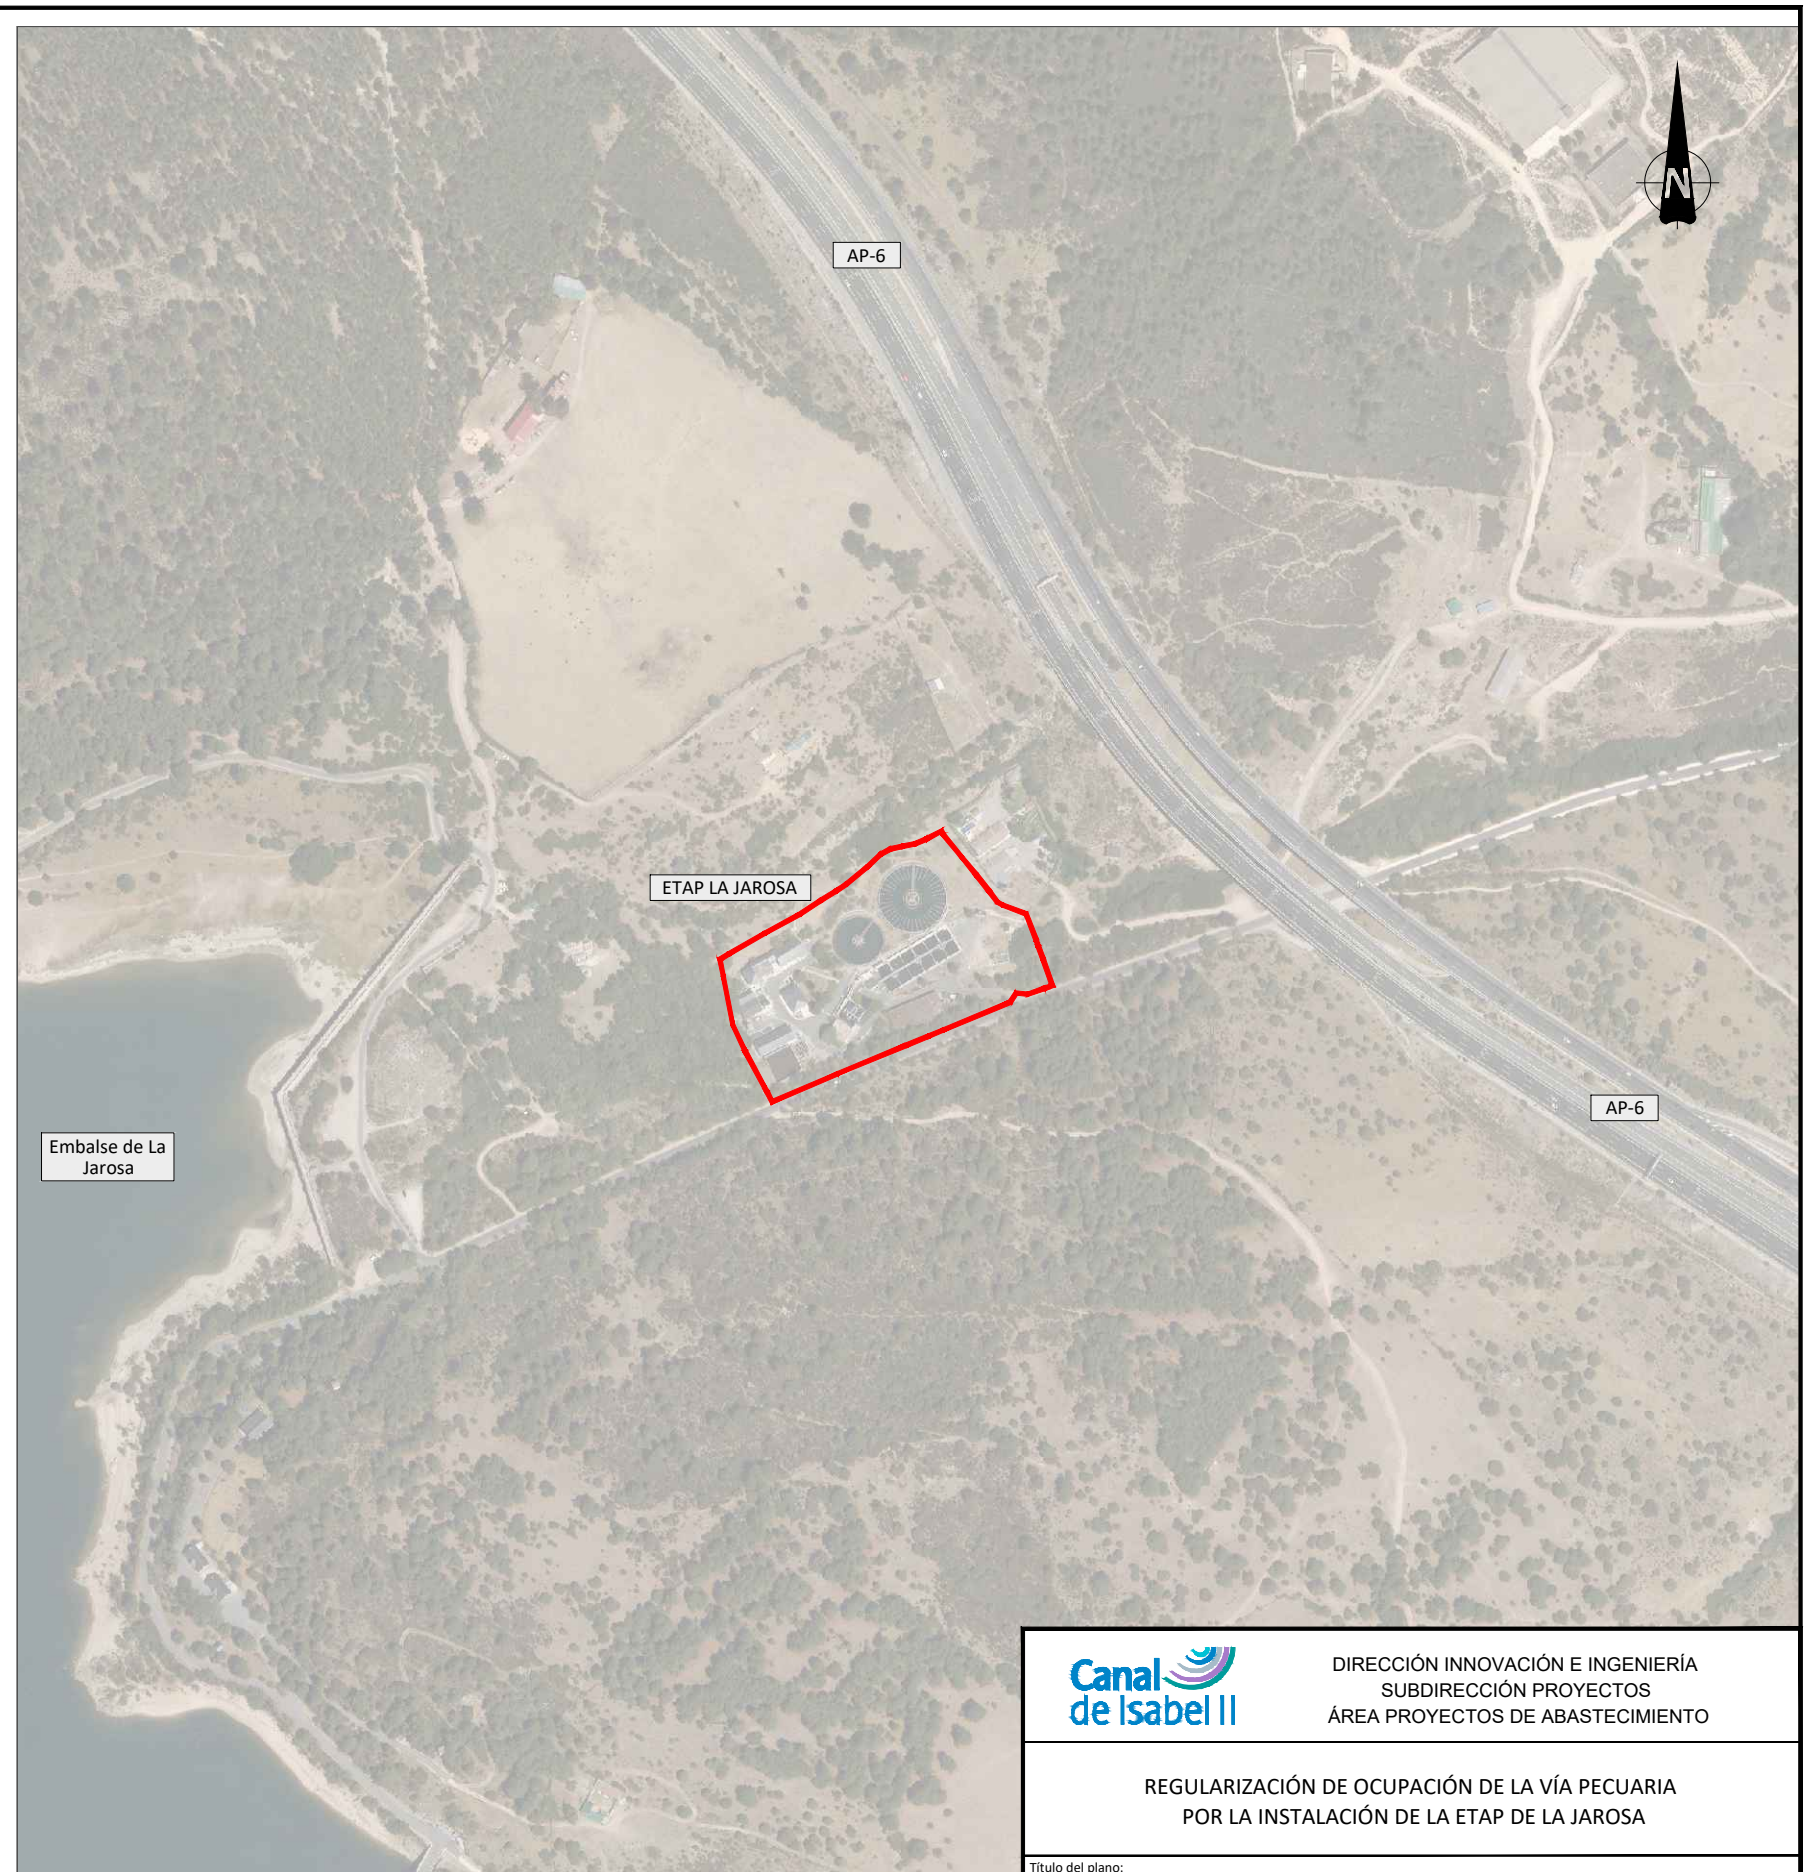 N
AP-6
ETAP LA JAROSA
AP-6
Embalse de La
Jarosa
Canal
de Isabel II
DIRECCIÓN INNOVACIÓN E INGENIERÍA
SUBDIRECCIÓN PROYECTOS
ÁREA PROYECTOS DE ABASTECIMIENTO
REGULARIZACIÓN DE OCUPACIÓN DE LA VÍA PECUARIA
POR LA INSTALACIÓN DE LA ETAP DE LA JAROSA
Título del plano: